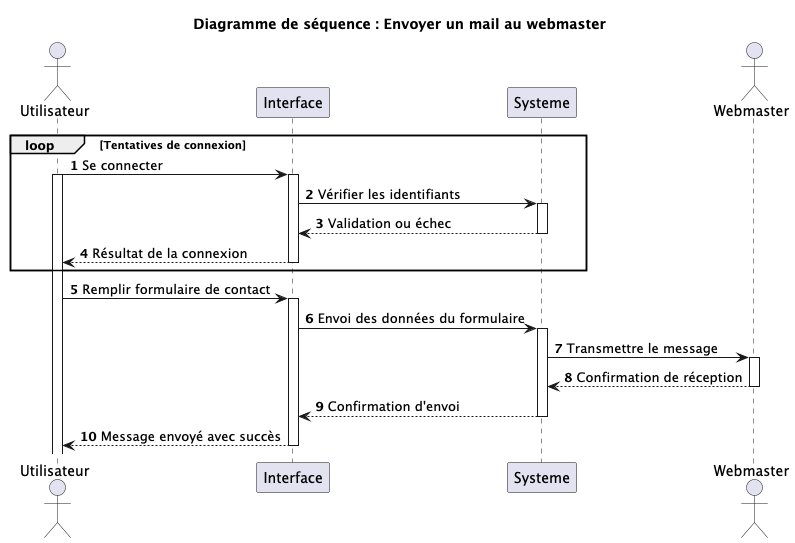 Diagramme de séquence : Envoyer un mail au webmaster
Utilisateur
Interface
Systeme
Webmaster
loop [Tentatives de connexion]
1 Se connecter
2 Vérifier les identifiants
3 Validation ou échec
4 Résultat de la connexion
5 Remplir formulaire de contact
6 Envoi des données du formulaire
7 Transmettre le message
8 Confirmation de réception
9 Confirmation d'envoi
10 Message envoyé avec succès
Utilisateur
Interface
Systeme
Webmaster